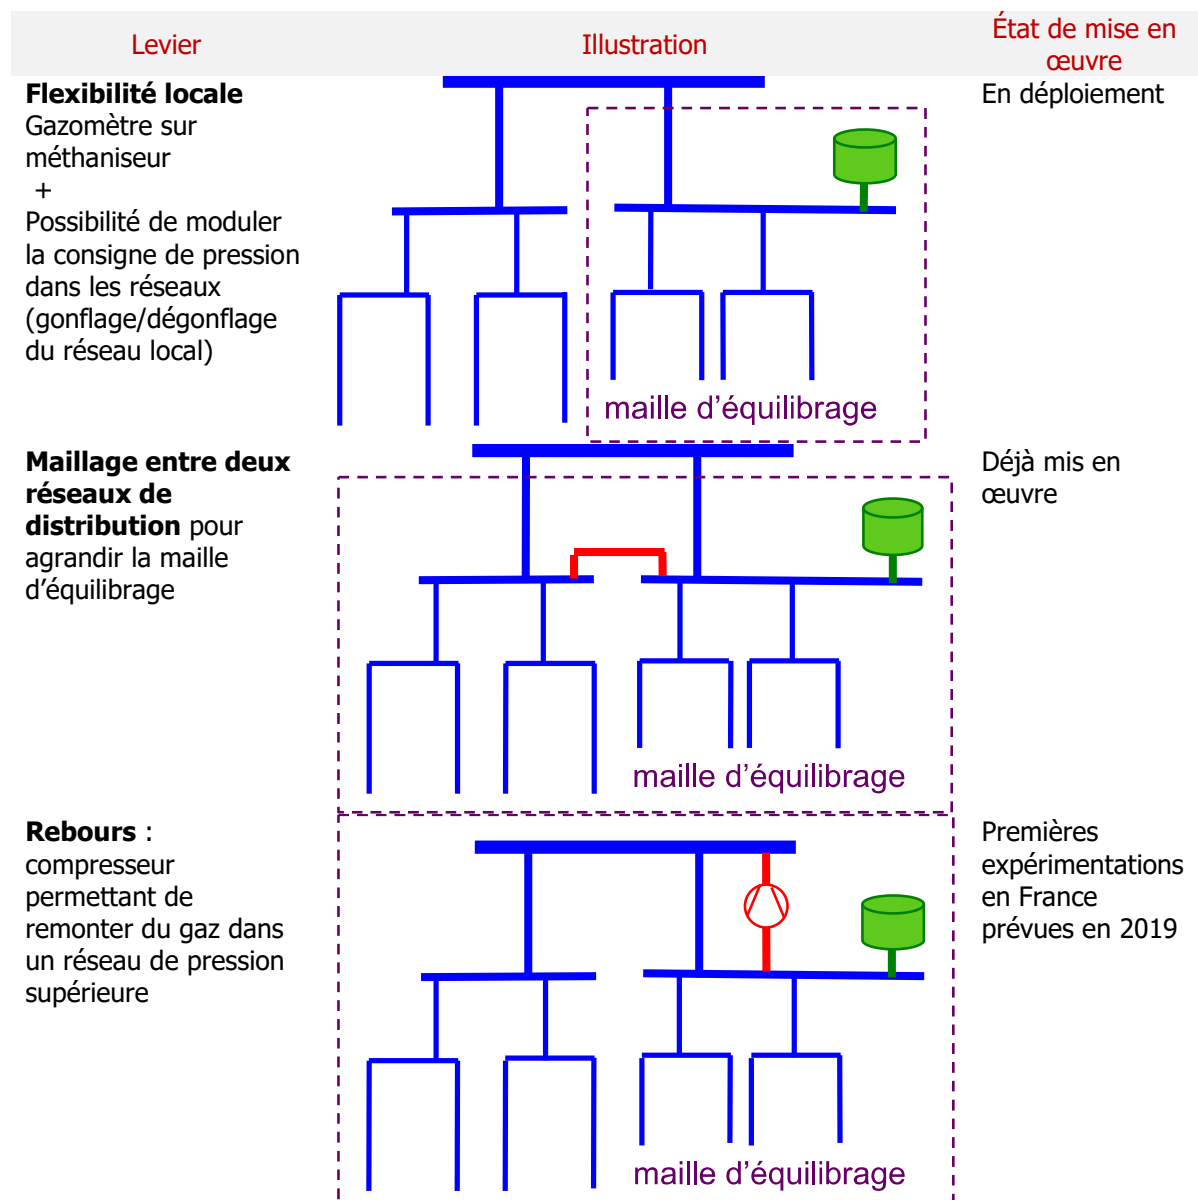 Levier
Illustration
État de mise en
œuvre
Flexibilité locale
Gazomètre sur
méthaniseur
+
Possibilité de moduler
la consigne de pression
dans les réseaux
(gonflage/dégonflage
du réseau local)
maille d'équilibrage
En déploiement
Maillage entre deux
réseaux de
distribution pour
agrandir la maille
d'équilibrage
maille d'équilibrage
Déjà mis en
œuvre
Rebours :
compresseur
permettant de
remonter du gaz dans
un réseau de pression
supérieure
maille d'équilibrage
Premières
expérimentations
en France
prévues en 2019